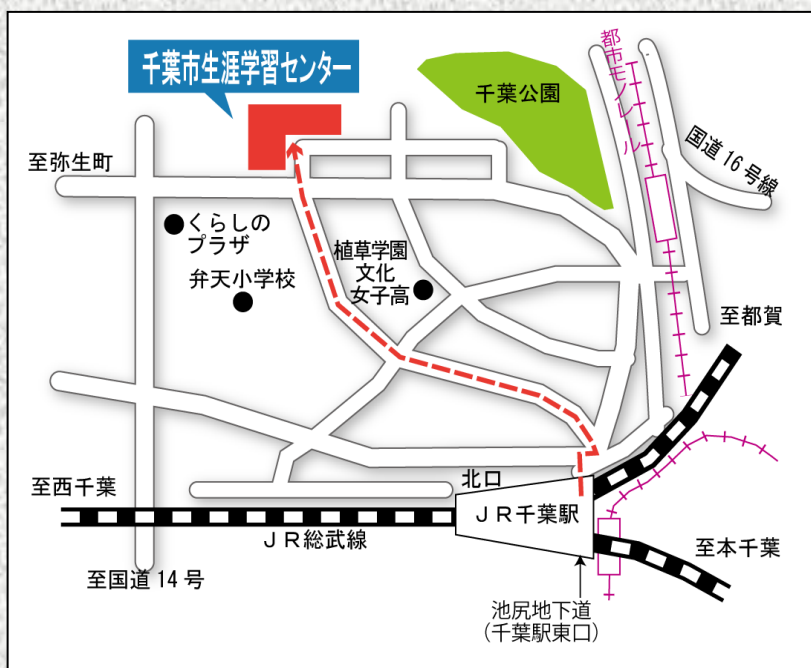 千葉市生涯学習センター
千葉公園
都市モノレール
国道16号線
至弥生町
くらしの
プラザ
弁天小学校
植草学園
文化
女子高
至都賀
北口
至西千葉
JR千葉駅
JR総武線
至本千葉
至国道14号
池尻地下道
(千葉駅東口)